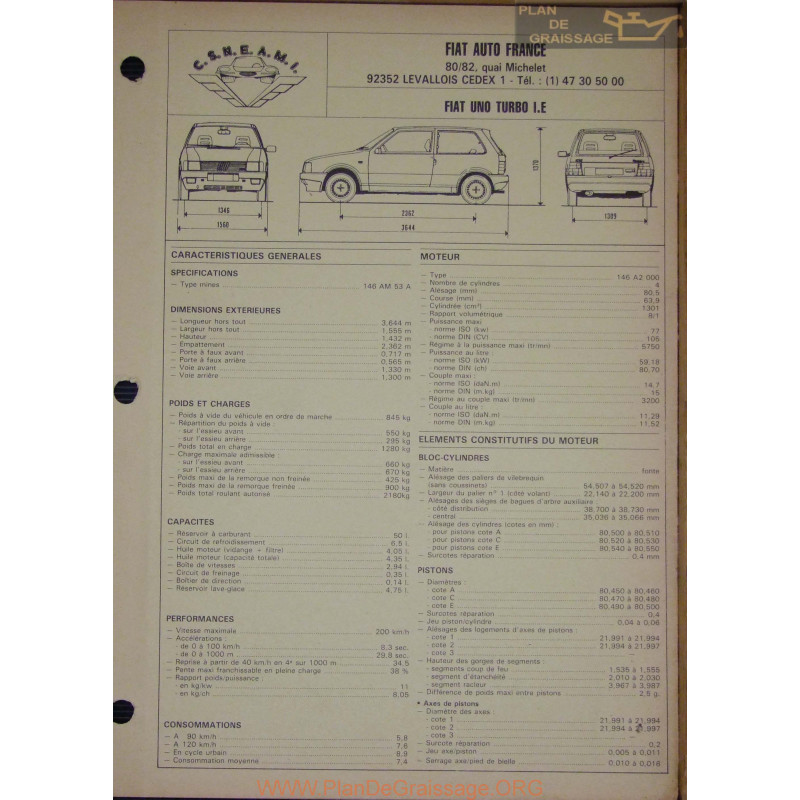 PLAN
DE
GRAISSAGE
C.S.N.E.A.M.I.
FIAT AUTO FRANCE
80/82, quai Michelet
92352 LEVALLOIS CEDEX 1 - Tél. : (1) 47 30 50 00
FIAT UNO TURBO I.E
1346
1560
2362
3644
1370
1309
CARACTERISTIQUES GENERALES
SPECIFICATIONS
— Type mines 146 AM 53 A
DIMENSIONS EXTERIEURES
— Longueur hors tout 3,644 m
— Largeur hors tout 1,555 m
— Hauteur 1,432 m
— Empattement 2,362 m
— Porte à faux avant 0,717 m
— Porte à faux arrière 0,565 m
— Voie avant 1,330 m
— Voie arrière 1,300 m
POIDS ET CHARGES
— Poids à vide du véhicule en ordre de marche 845 kg
— Répartition du poids à vide :
- sur l'essieu avant 550 kg
- sur l'essieu arrière 295 kg
— Poids total en charge 1280 kg
— Charge maximale admissible :
- sur l'essieu avant 660 kg
- sur l'essieu arrière 670 kg
— Poids maxi de la remorque non freinée 425 kg
— Poids maxi de la remorque freinée 900 kg
— Poids total roulant autorisé 2180kg
CAPACITES
— Réservoir à carburant 50 l.
— Circuit de refroidissement 6,5 l.
— Huile moteur (vidange + filtre) 4,05 l.
— Huile moteur (capacité totale) 4,35 l.
— Boîte de vitesses 2,94 l.
— Circuit de freinage 0,35 l.
— Boîtier de direction 0,14 l.
— Réservoir lave-glace 4,75 l.
PERFORMANCES
— Vitesse maximale 200 km/h
— Accélérations :
- de 0 à 100 km/h 8,3 sec.
- de 0 à 1000 m 29,8 sec.
— Reprise à partir de 40 km/h en 4e sur 1000 m 34,5
— Pente maxi franchissable en pleine charge 36 %
— Rapport poids/puissance :
- en kg/kw 11
- en kg/ch 8,05
CONSOMMATIONS
— A 90 km/h 5,8
— A 120 km/h 7,6
— En cycle urbain 8,9
— Consommation moyenne 7,4
MOTEUR
— Type 146 A2 000
— Nombre de cylindres 4
— Alésage (mm) 80,5
— Course (mm) 63,9
— Cylindrée (cm³) 1301
— Rapport volumétrique 8/1
— Puissance maxi
- norme ISO (kw) 77
- norme DIN (CV) 105
— Régime à la puissance maxi (tr/mn) 5750
— Puissance au litre :
- norme ISO (kW) 59,18
- norme DIN (ch) 80,70
— Couple maxi :
- norme ISO (daN.m) 14,7
- norme DIN (m.kg) 15
— Régime au couple maxi (tr/mn) 3200
— Couple au litre :
- norme ISO (daN.m) 11,29
- norme DIN (m.kg) 11,52
ELEMENTS CONSTITUTIFS DU MOTEUR
BLOC-CYLINDRES
— Matière fonte
— Alésage des paliers de vilebrequin
(sans coussinets) 54,507 à 54,520 mm
— Largeur du palier n° 1 (côté volant) 22,140 à 22,200 mm
— Alésages des sièges de bagues d'arbre auxiliaire :
- côté distribution 38,700 à 38,730 mm
- central 35,036 à 35,066 mm
— Alésage des cylindres (cotes en mm) :
- pour pistons cote A 80,500 à 80,510
- pour pistons cote C 80,520 à 80,530
- pour pistons cote E 80,540 à 80,550
— Surcotes réparation 0,4 mm
PISTONS
— Diamètres :
- cote A 80,450 à 80,460
- cote C 80,470 à 80,480
- cote E 80,490 à 80,500
— Surcotes réparation 0,4
— Jeu piston/cylindre 0,04 à 0,06
— Alésages des logements d'axes de pistons :
- cote 1 21,991 à 21,994
- cote 2 21,994 à 21,997
- cote 3
— Hauteur des gorges de segments :
- segments coup de feu 1,535 à 1,555
- segment d'étanchéité 2,010 à 2,030
- segment racleur 3,967 à 3,987
— Différence de poids maxi entre pistons 2,5 g.
• Axes de pistons
— Diamètre des axes
- cote 1 21,991 à 21,994
- cote 2 21,994 à 21,997
- cote 3
— Surcote réparation 0,2
— Jeu axe/piston 0,005 à 0,011
— Serrage axe/pied de bielle 0,010 à 0,018
www.PlanDeGraissage.ORG